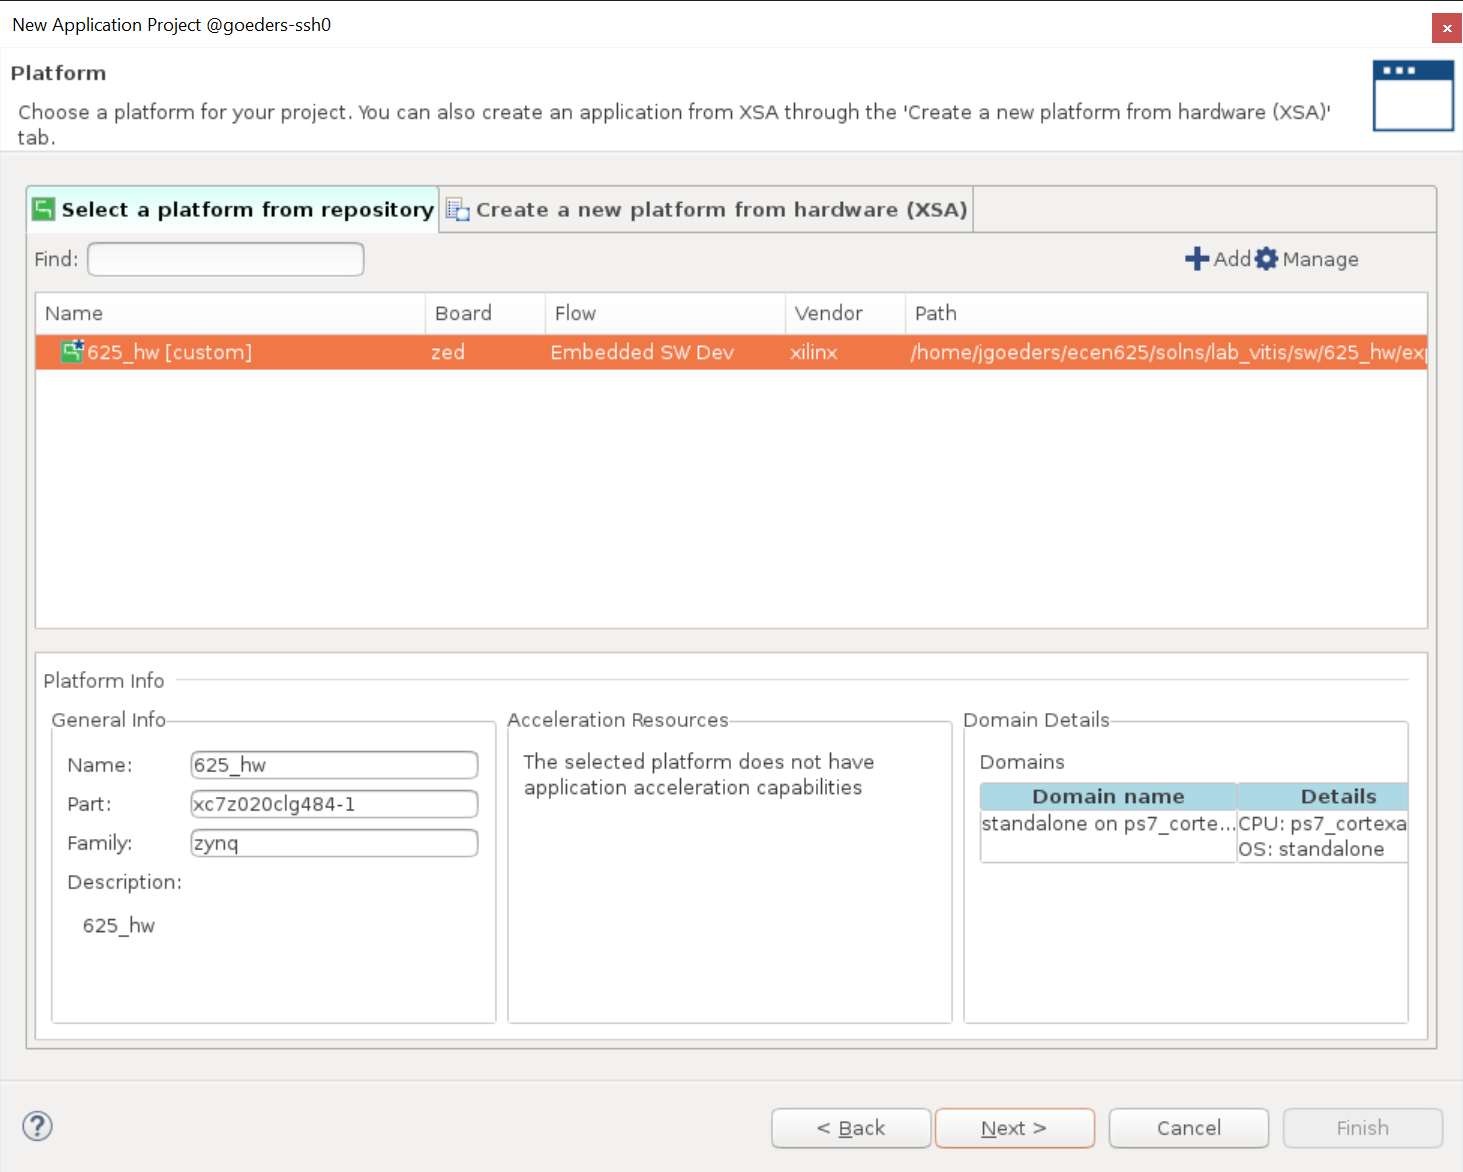 New Application Project @goeders-ssh0
x
Platform
Choose a platform for your project. You can also create an application from XSA through the 'Create a new platform from hardware (XSA)'
tab.
Select a platform from repository
Create a new platform from hardware (XSA)
Find:
Add
Manage
Name Board Flow Vendor Path
625_hw [custom] zed Embedded SW Dev xilinx /home/jgoeders/ecen625/solns/lab_vitis/sw/625_hw/exp
Platform Info
General Info
Name: 625_hw
Part: xc7z020clg484-1
Family: zynq
Description:
625_hw
Acceleration Resources
The selected platform does not have
application acceleration capabilities
Domain Details
Domains
Domain name Details
standalone on ps7_corte... CPU: ps7_cortexa
OS: standalone
?
< Back
Next >
Cancel
Finish